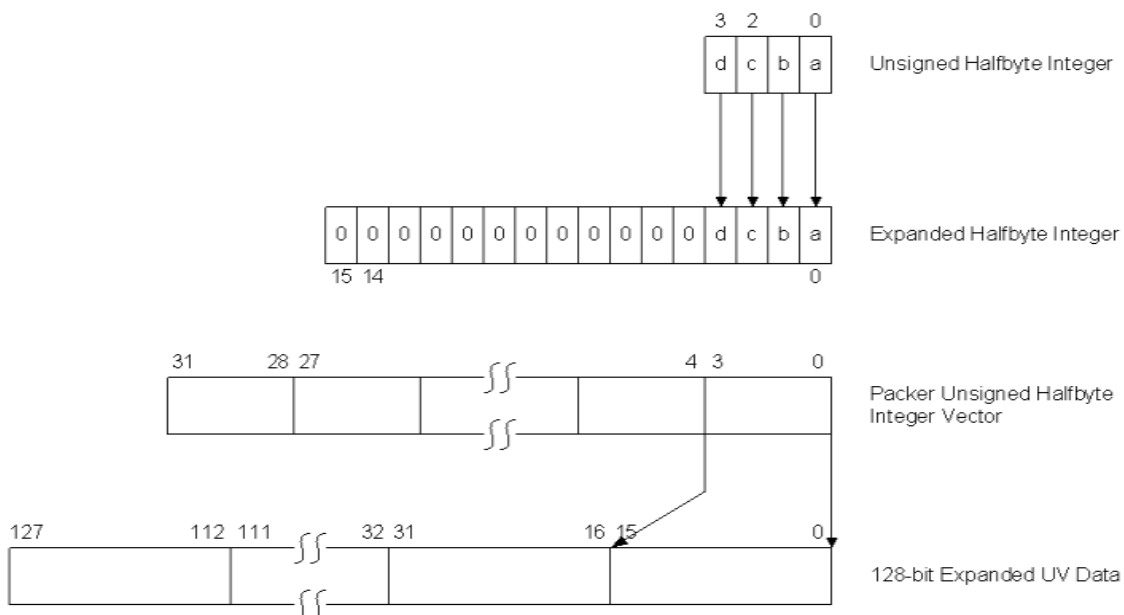 3 2 0
d c b a Unsigned Halfbyte Integer
0 0 0 0 0 0 0 0 0 0 0 0 d c b a Expanded Halfbyte Integer
15 14 0
31 28 27 4 3 0
Packer Unsigned Halfbyte
Integer Vector
127 112 111 32 31 16 15 0
128-bit Expanded UV Data